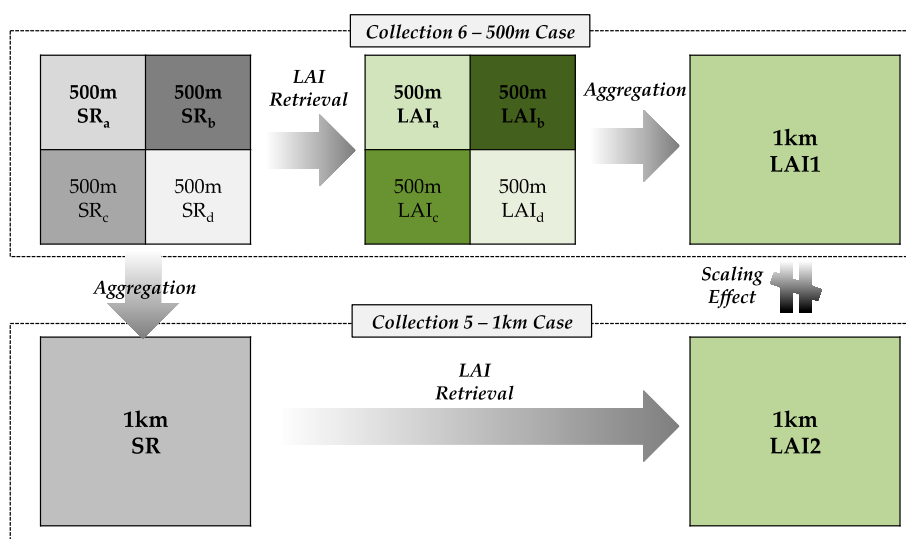 Collection 6 – 500m Case
500m
SRa
500m
SRb
500m
SRc
500m
SRd
LAI
Retrieval
500m
LAIa
500m
LAIb
500m
LAIc
500m
LAId
Aggregation
1km
LAI1
Aggregation
Scaling
Effect
Collection 5 – 1km Case
1km
SR
LAI
Retrieval
1km
LAI2